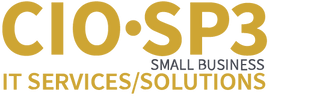 CIO•SP3
SMALL BUSINESS
IT SERVICES/SOLUTIONS